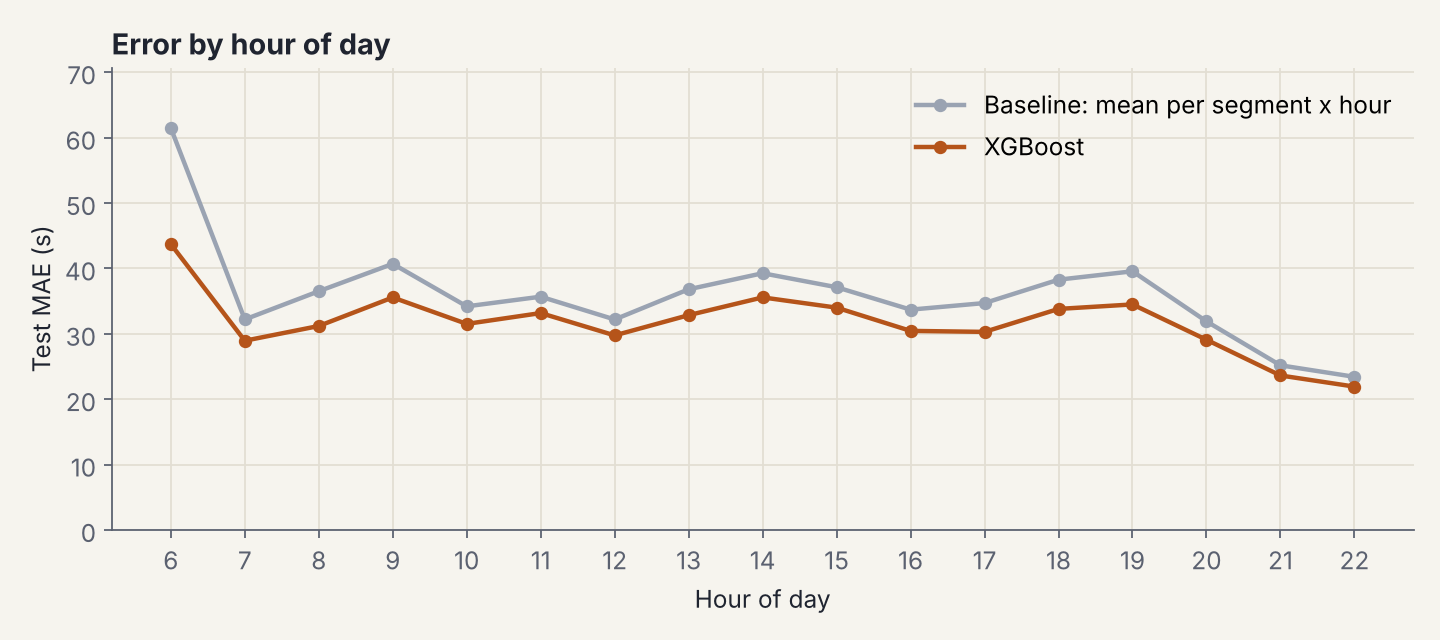 Error by hour of day
Baseline: mean per segment x hour
XGBoost
Test MAE (s)
70
60
50
40
30
20
10
0
6 7 8 9 10 11 12 13 14 15 16 17 18 19 20 21 22
Hour of day